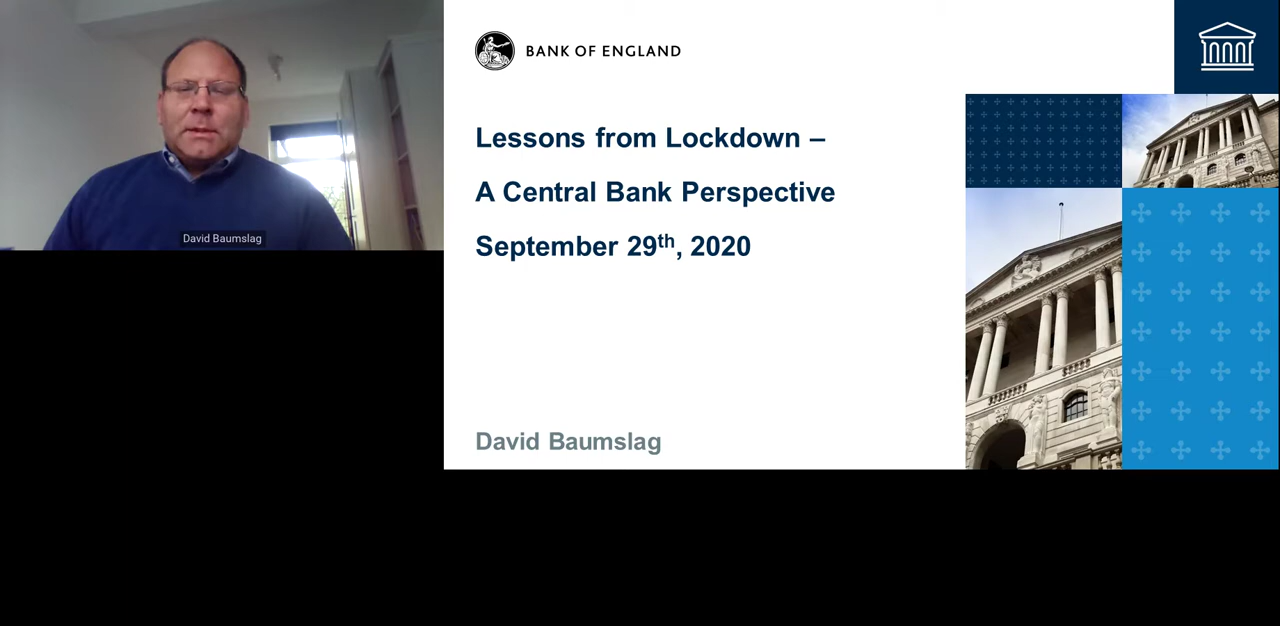 David Baumslag
BANK OF ENGLAND
Lessons from Lockdown –
A Central Bank Perspective
September 29th, 2020
David Baumslag